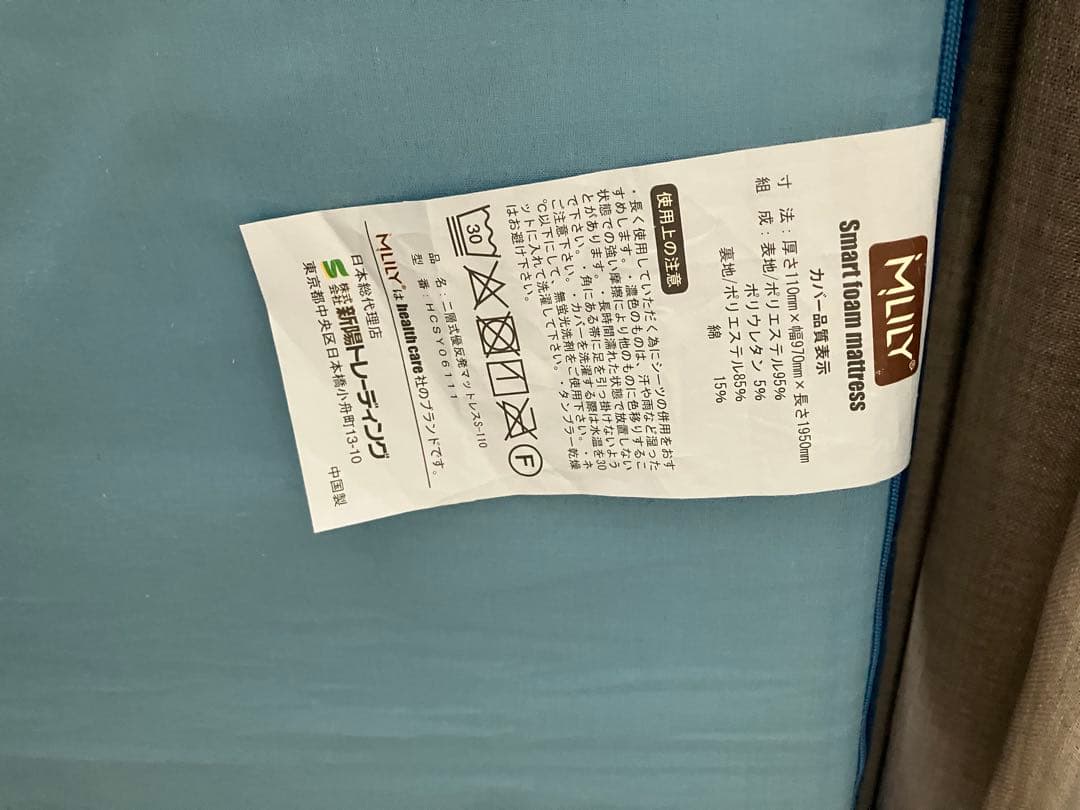 MLILY®
Smart foam mattress
カバー品質表示
寸 法：厚さ110mm×幅970mm×長さ1950mm
組 成：表地/ポリエステル95%
ポリウレタン 5%
裏地/ポリエステル85%
綿 15%
使用上の注意
・長く使用していただく為にシーツの併用をおす
すめします。・濃色のものは、汗や雨など湿った
状態での強い摩擦により他のものに色移りするこ
とがあります。・長時間濡れた状態で放置しない
で下さい。・角にある帯に足を引っ掛けないよう
ご注意下さい。・カバーを洗濯する際は水温を30
℃以下にして、無蛍光洗剤をご使用下さい。・ネ
ットに入れて洗濯して下さい。・タンブラー乾燥
はお避け下さい。
30
F
品 名：二層式優反発マットレスS-110
型 番：HCSY06111
MLILY®はhealth care社のブランドです。
日本総代理店
株式会社新陽トレーディング
東京都中央区日本橋小舟町13-10
中国製